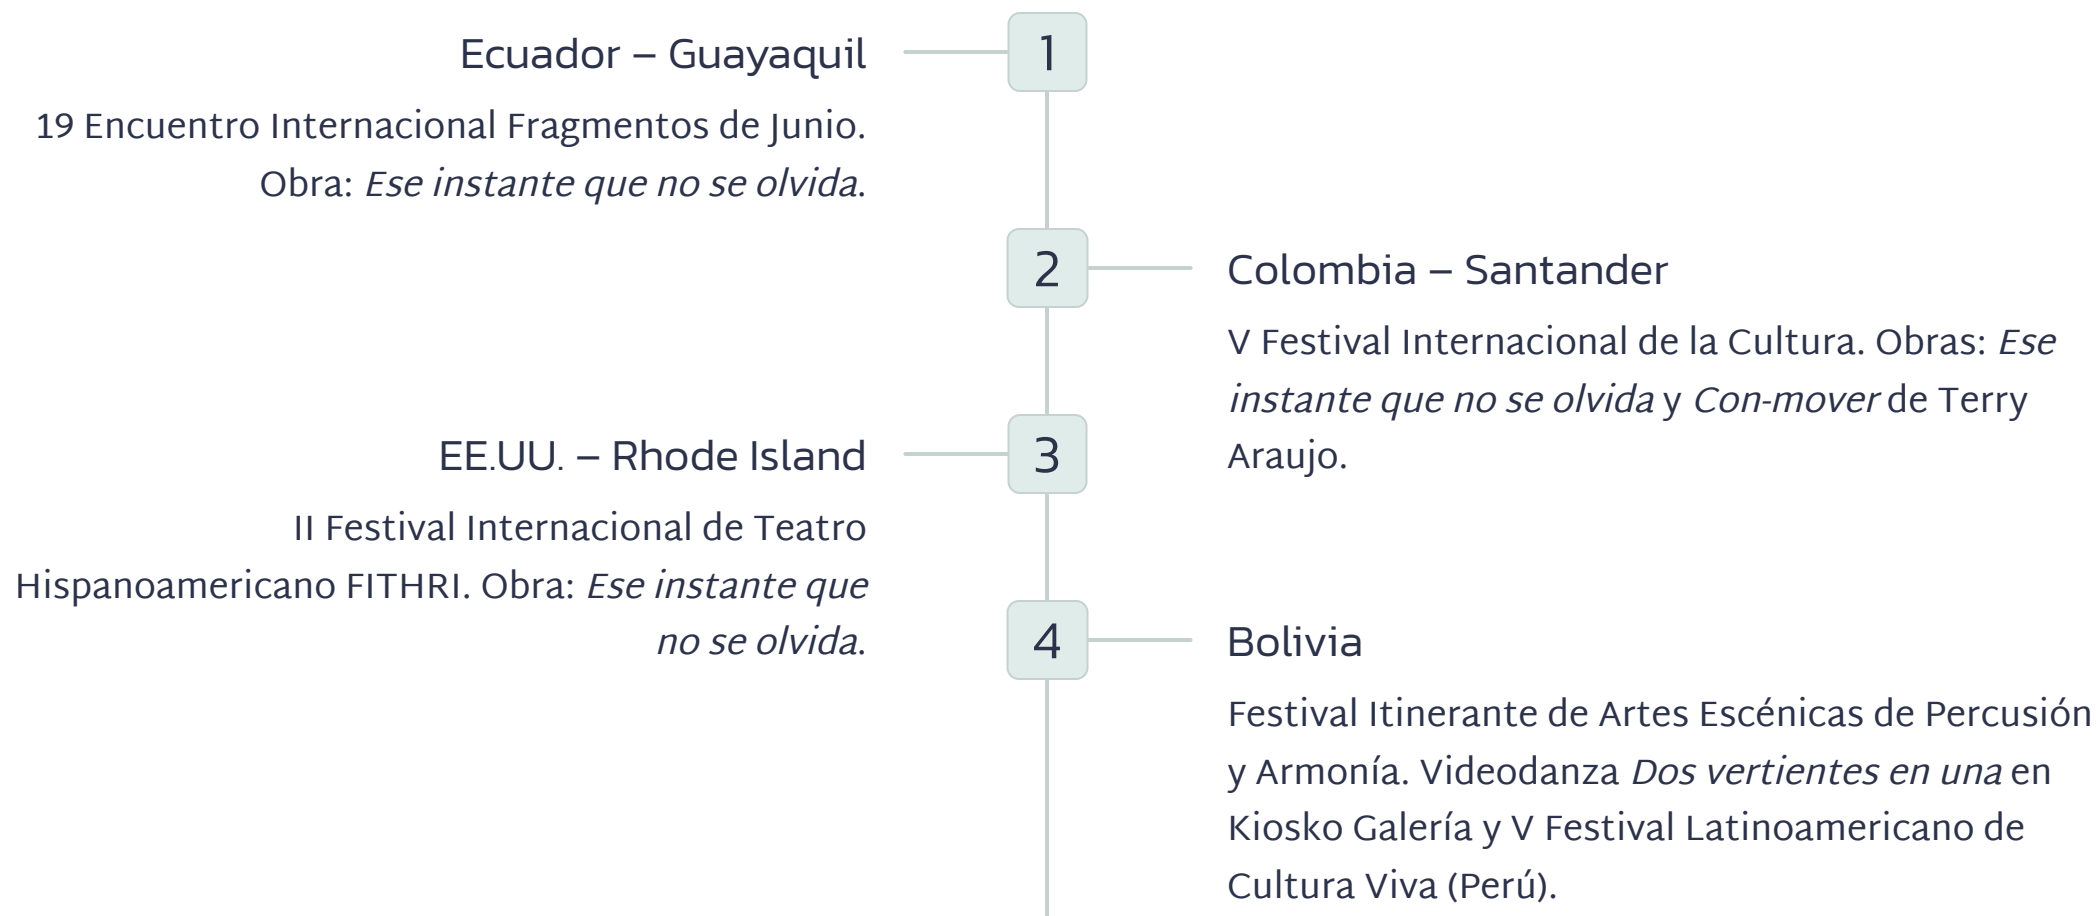 1
Ecuador – Guayaquil
19 Encuentro Internacional Fragmentos de Junio.
Obra: Ese instante que no se olvida.
2
Colombia – Santander
V Festival Internacional de la Cultura. Obras: Ese
instante que no se olvida y Con-mover de Terry
Araujo.
3
EE.UU. – Rhode Island
II Festival Internacional de Teatro
Hispanoamericano FITHRI. Obra: Ese instante que
no se olvida.
4
Bolivia
Festival Itinerante de Artes Escénicas de Percusión
y Armonía. Videodanza Dos vertientes en una en
Kiosko Galería y V Festival Latinoamericano de
Cultura Viva (Perú).